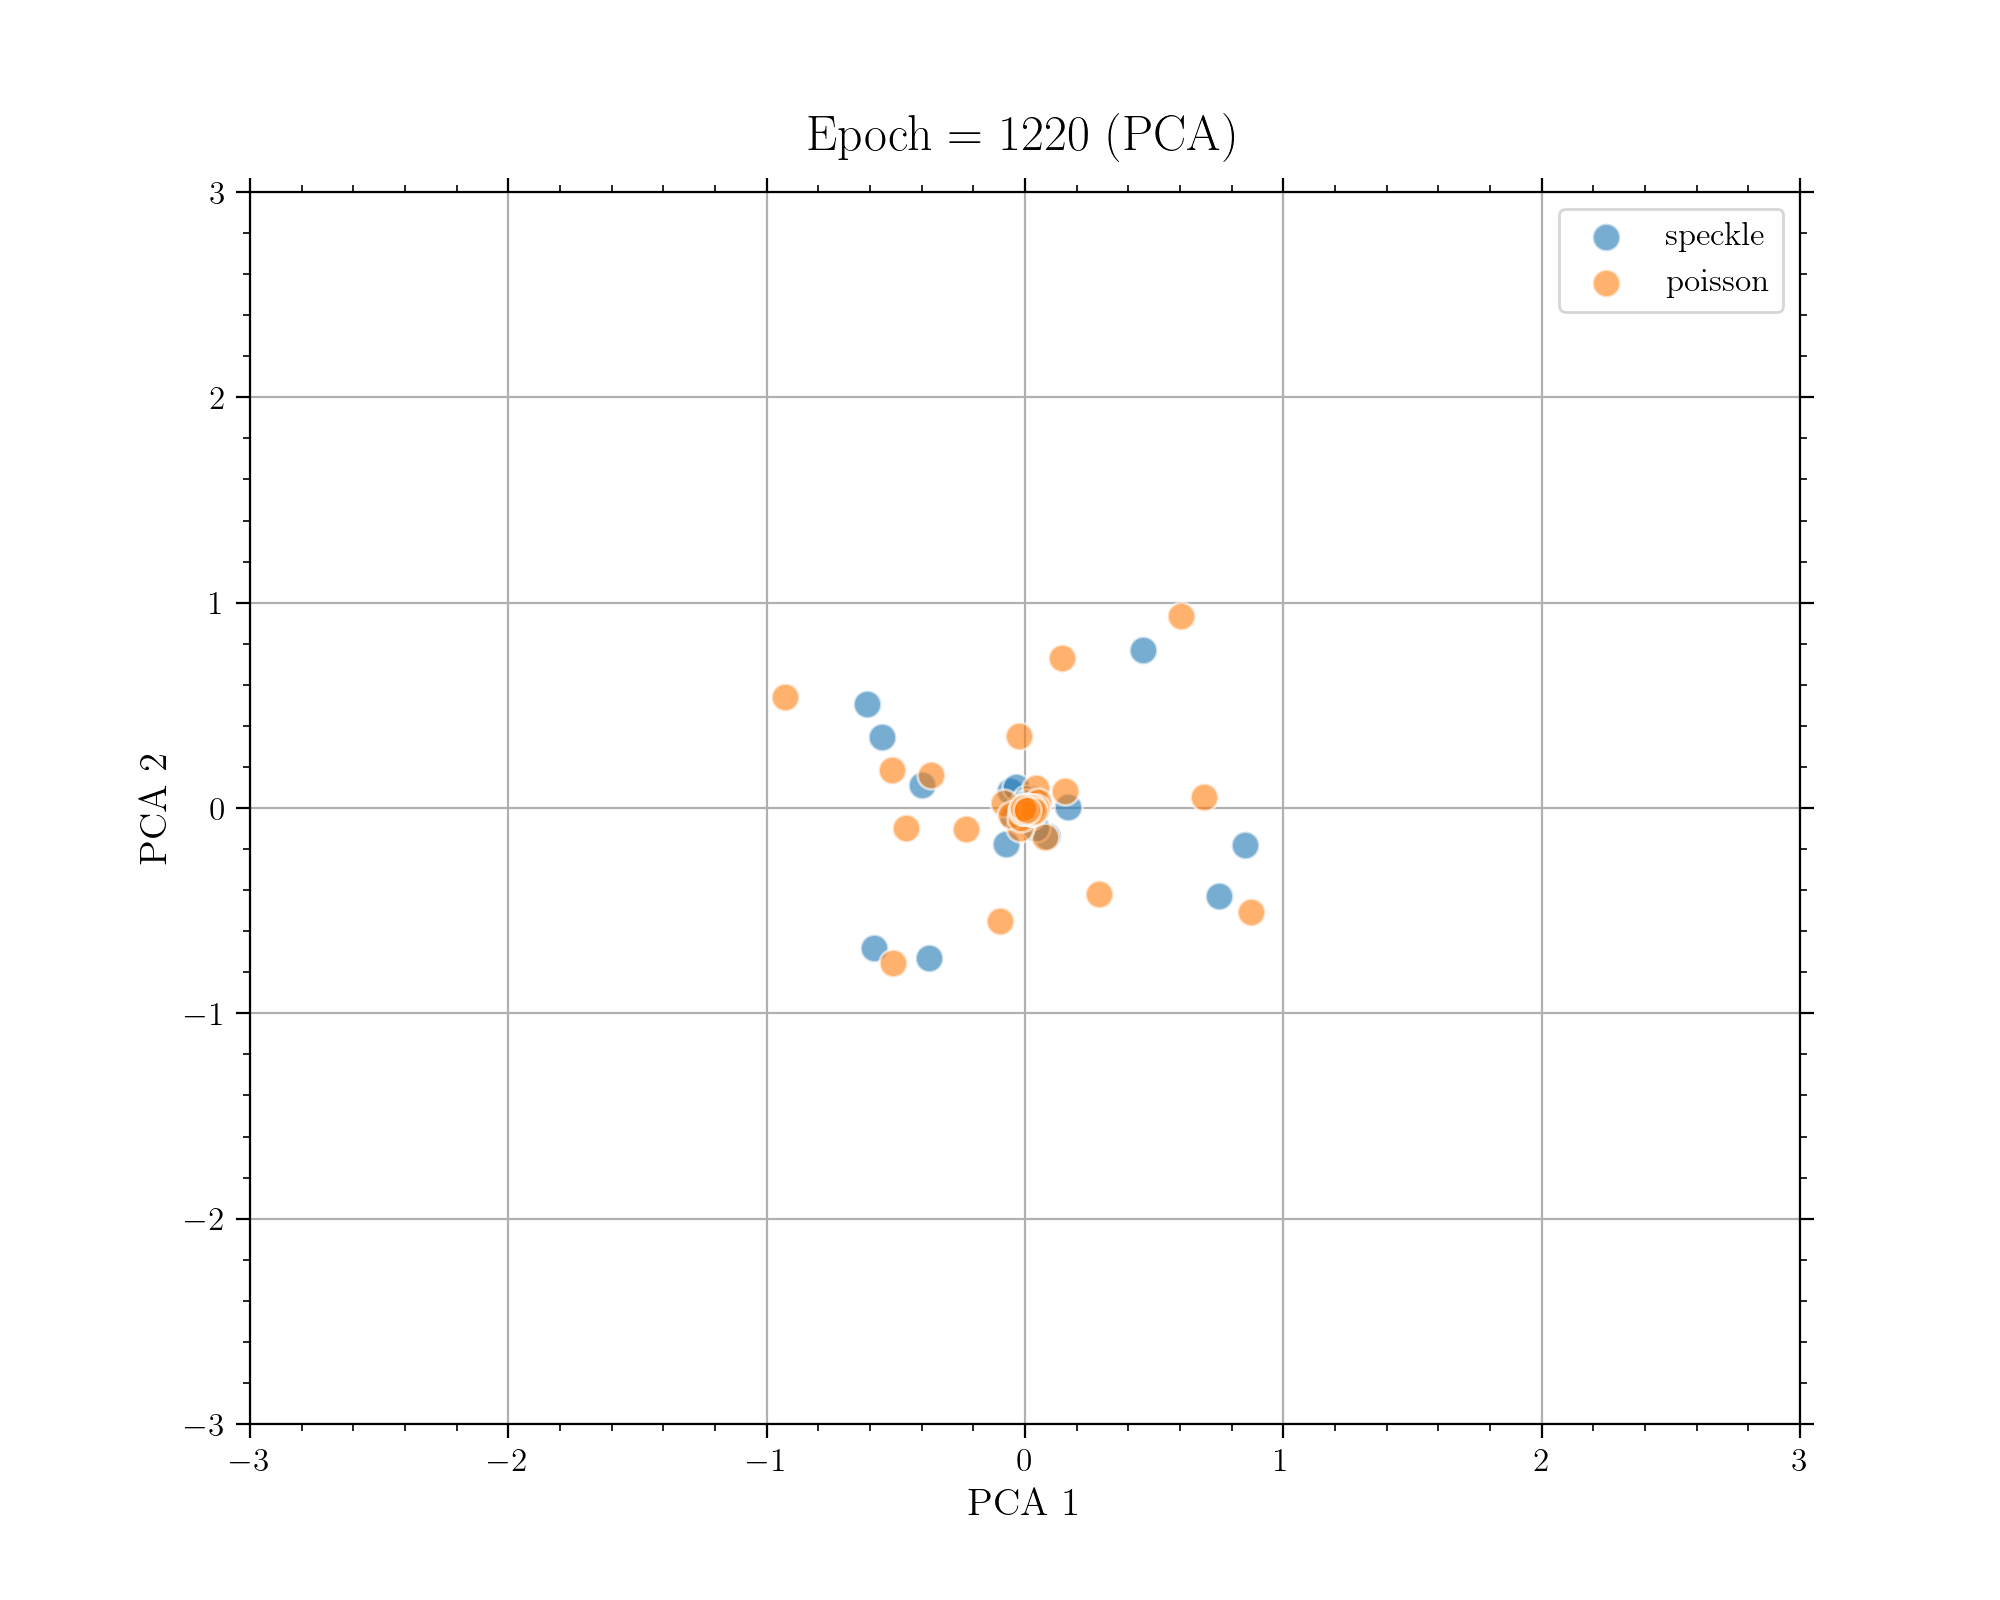 Epoch = 1220 (PCA)
speckle
poisson
3
2
1
0
−1
−2
−3
PCA 2
−3 −2 −1 0 1 2 3
PCA 1